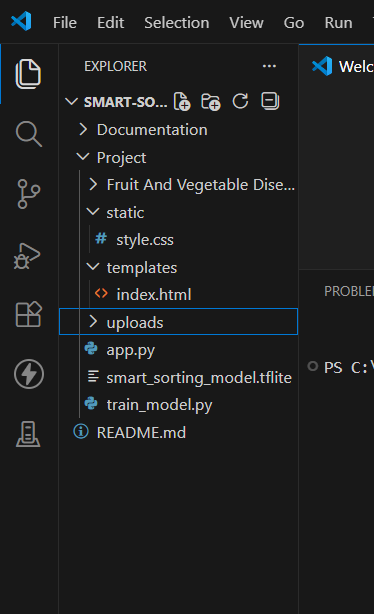 File Edit Selection View Go Run
EXPLORER ...
Welc
SMART-SO...
Documentation
Project
Fruit And Vegetable Dise...
static
# style.css
templates
<> index.html
uploads
app.py
smart_sorting_model.tflite
train_model.py
README.md
PROBLE
PS C:\